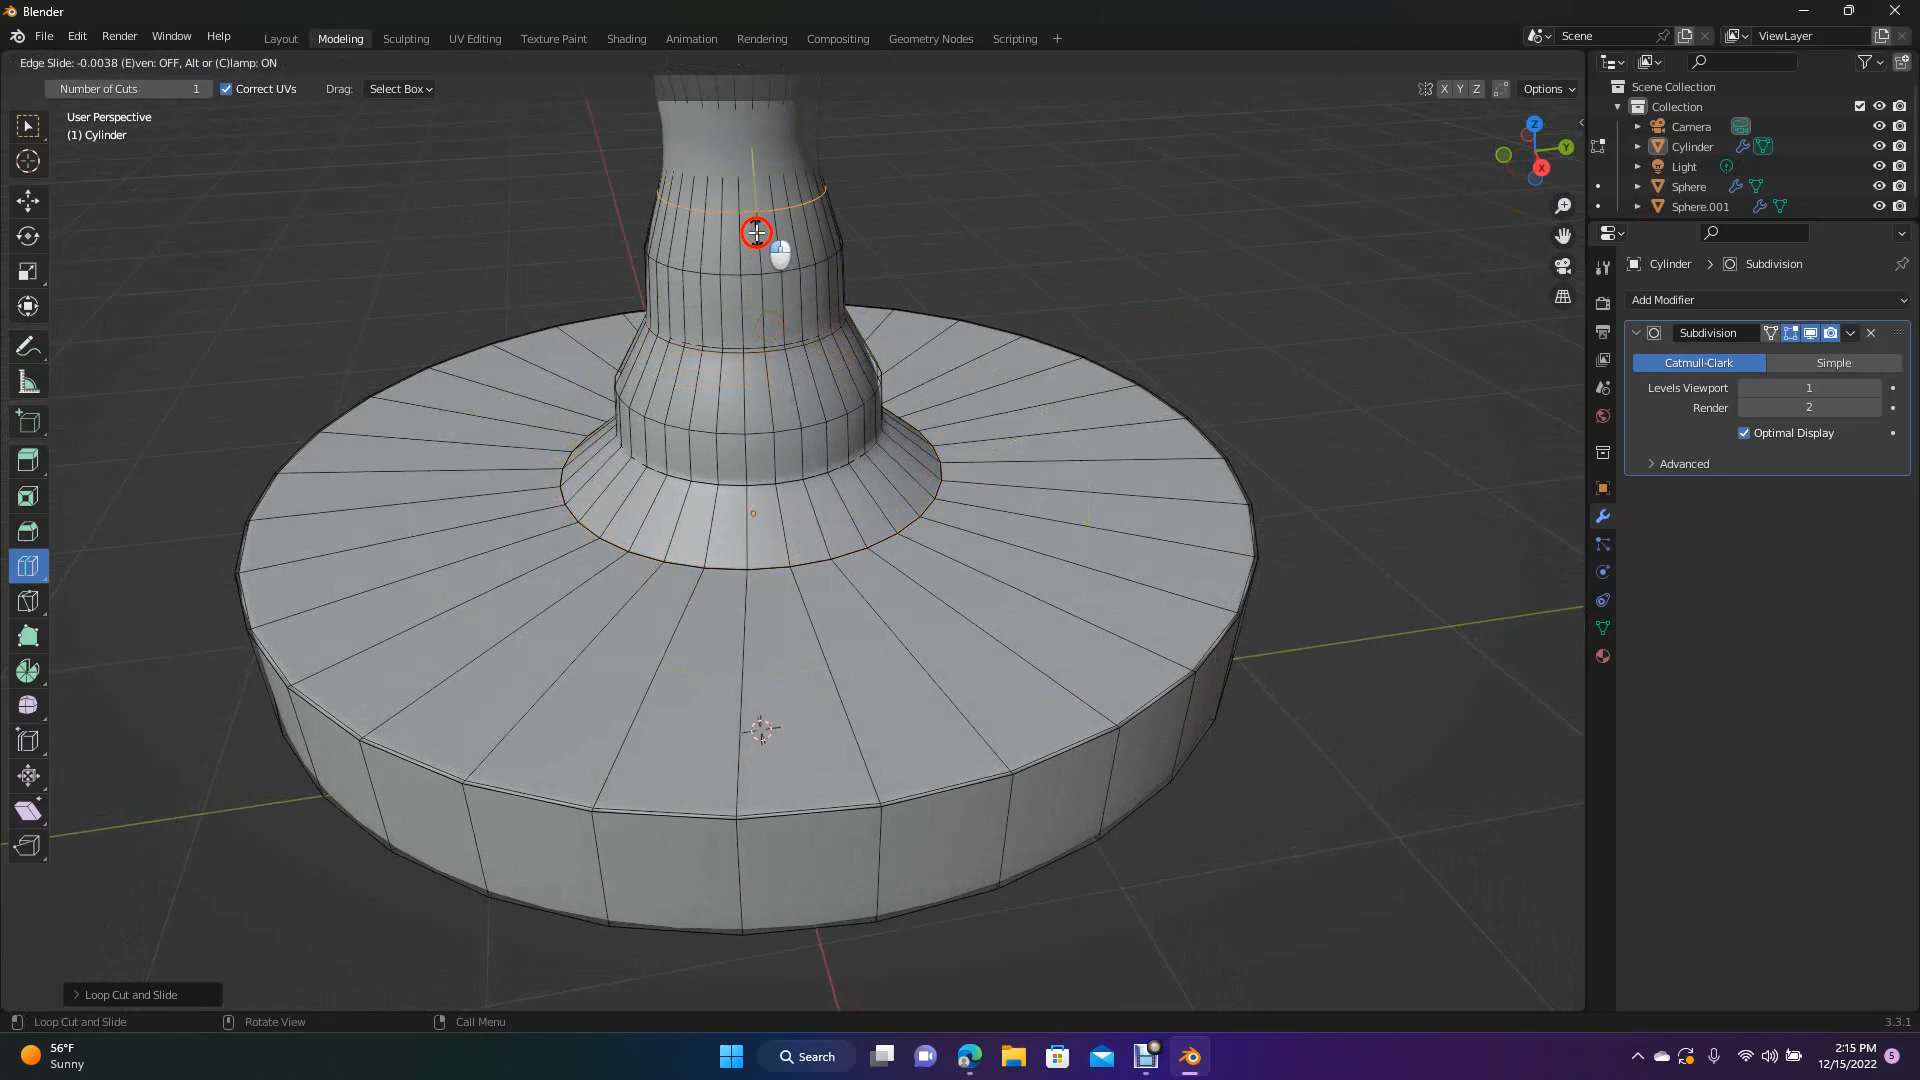 Blender
File Edit Render Window Help Layout Modeling Sculpting UV Editing Texture Paint Shading Animation Rendering Compositing Geometry Nodes Scripting + Scene ViewLayer
Edge Slide: -0.0038 (E)ven: OFF, Alt or (C)lamp: ON
Number of Cuts 1 Correct UVs Drag: Select Box X Y Z Options
User Perspective
(1) Cylinder
Z
Y
X
Scene Collection
Collection
Camera
Cylinder
Light
Sphere
Sphere.001
Cylinder > Subdivision
Add Modifier
Subdivision
Catmull-Clark Simple
Levels Viewport 1
Render 2
Optimal Display
Advanced
Loop Cut and Slide
Loop Cut and Slide Rotate View Call Menu 3.3.1
56°F
Sunny
Search
2:15 PM
12/15/2022
5